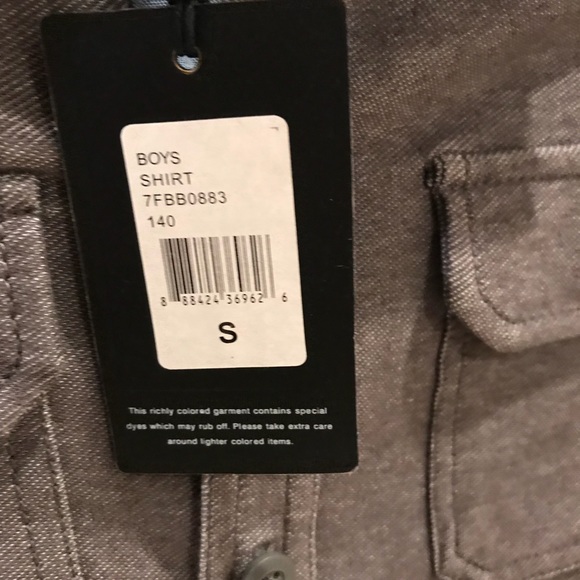 BOYS
SHIRT
7FBB0883
140
8 88424 36962 6
S
This richly colored garment contains special
dyes which may rub off. Please take extra care
around lighter colored items.